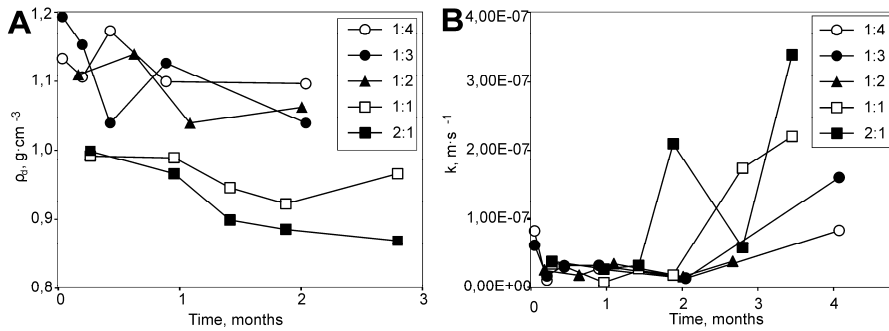 A
1,2
1,1
1,0
0,9
0,8
ρd, g·cm⁻³
0
1
2
3
Time, months
1:4
1:3
1:2
1:1
2:1
B
4,00E-07
3,00E-07
2,00E-07
1,00E-07
0,00E+00
k, m·s⁻¹
0
1
2
3
4
Time, months
1:4
1:3
1:2
1:1
2:1